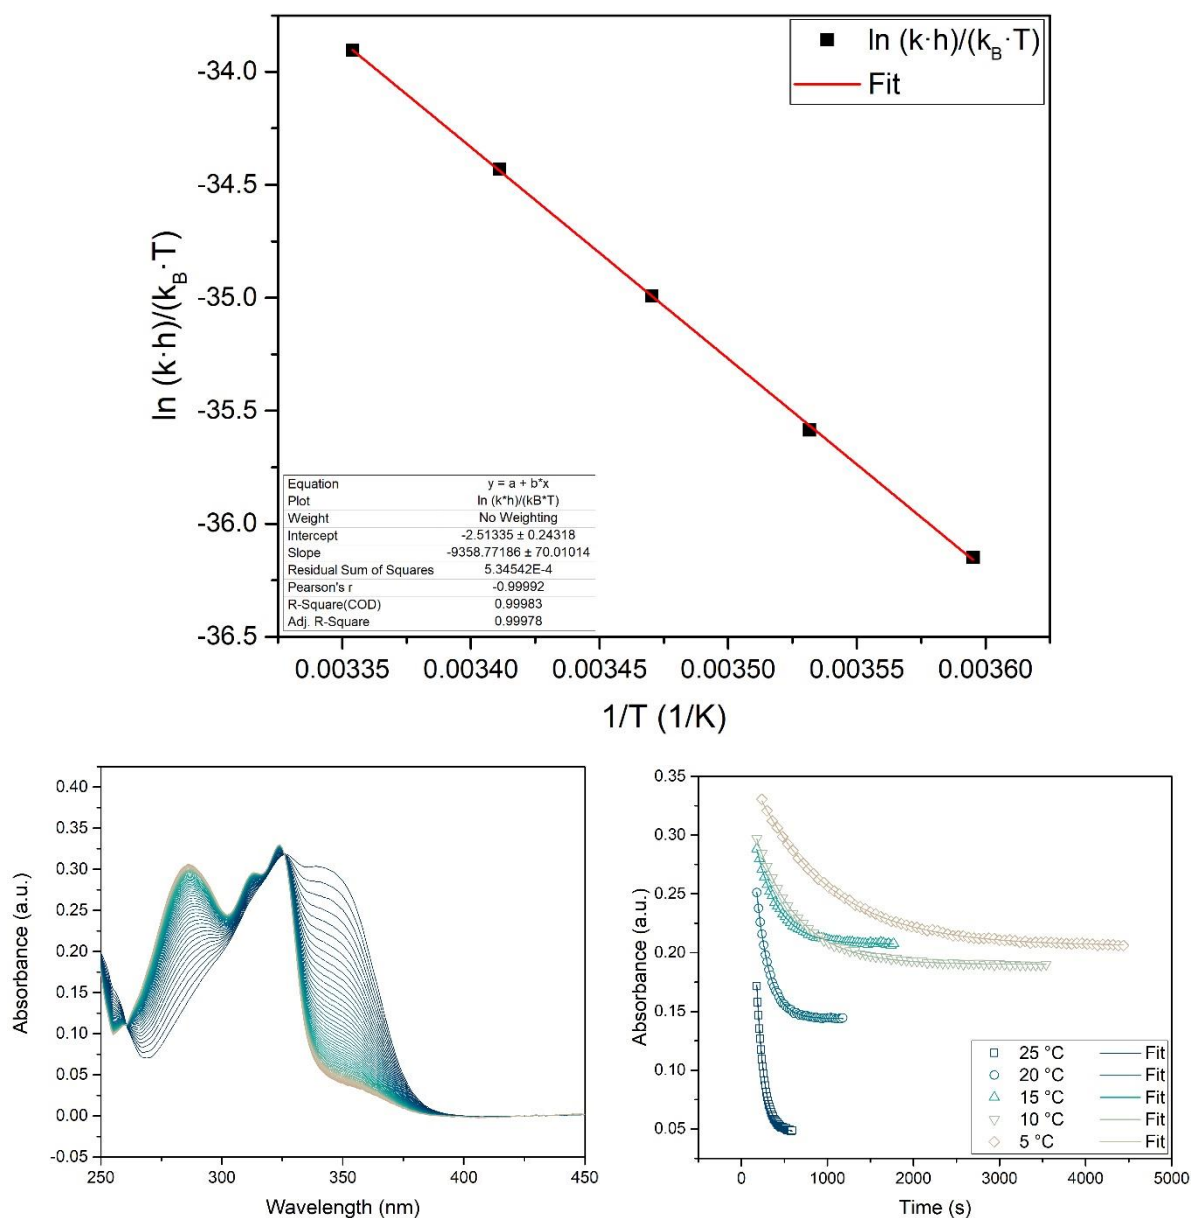 ln (k·h)/(k_B·T)
Fit
-34.0
-34.5
-35.0
-35.5
-36.0
-36.5
ln (k·h)/(k_B·T)
Equation y = a + b*x
Plot ln (k*h)/(kB*T)
Weight No Weighting
Intercept -2.51335 ± 0.24318
Slope -9358.77186 ± 70.01014
Residual Sum of Squares 5.34542E-4
Pearson's r -0.99992
R-Square(COD) 0.99983
Adj. R-Square 0.99978
0.00335 0.00340 0.00345 0.00350 0.00355 0.00360
1/T (1/K)
0.40
0.35
0.30
0.25
0.20
0.15
0.10
0.05
0.00
-0.05
Absorbance (a.u.)
250 300 350 400 450
Wavelength (nm)
0.35
0.30
0.25
0.20
0.15
0.10
0.05
Absorbance (a.u.)
25 °C Fit
20 °C Fit
15 °C Fit
10 °C Fit
5 °C Fit
0 1000 2000 3000 4000 5000
Time (s)